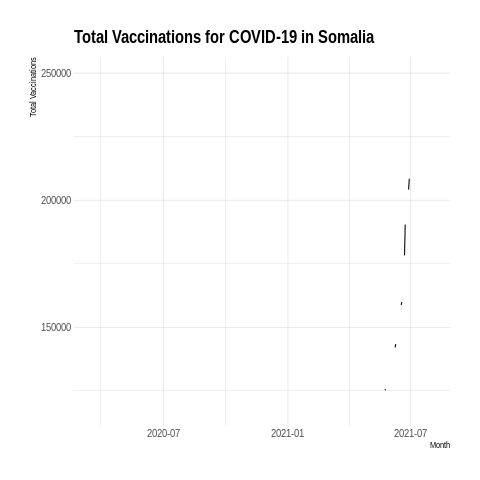 Total Vaccinations for COVID-19 in Somalia
Total Vaccinations
250000
200000
150000
2020-07
2021-01
2021-07
Month